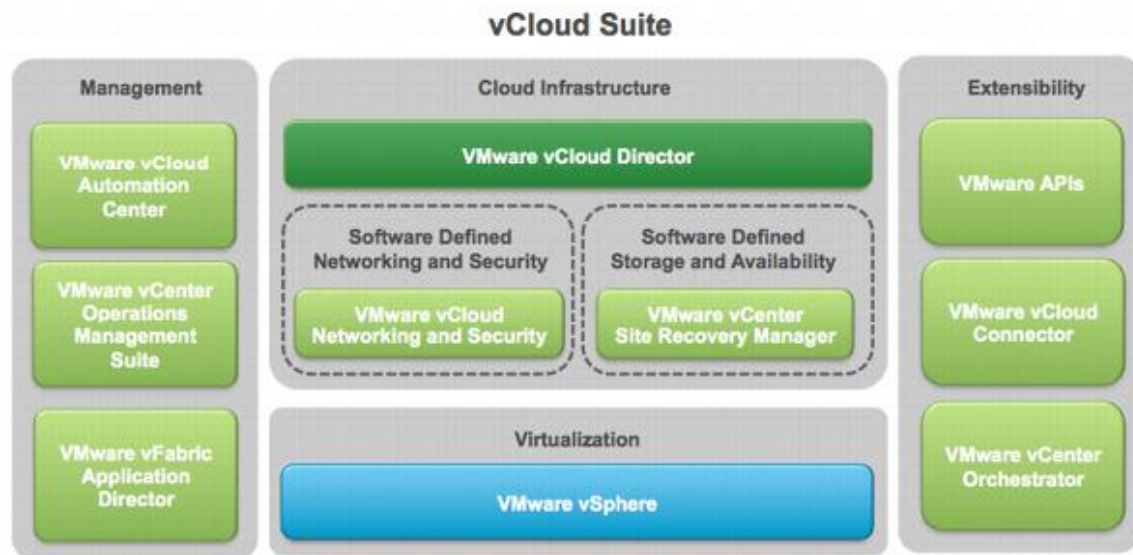 vCloud Suite
Management
VMware vCloud
Automation
Center
VMware vCenter
Operations
Management
Suite
VMware vFabric
Application
Director
Cloud Infrastructure
VMware vCloud Director
Software Defined
Networking and Security
VMware vCloud
Networking and Security
Software Defined
Storage and Availability
VMware vCenter
Site Recovery Manager
Virtualization
VMware vSphere
Extensibility
VMware APIs
VMware vCloud
Connector
VMware vCenter
Orchestrator